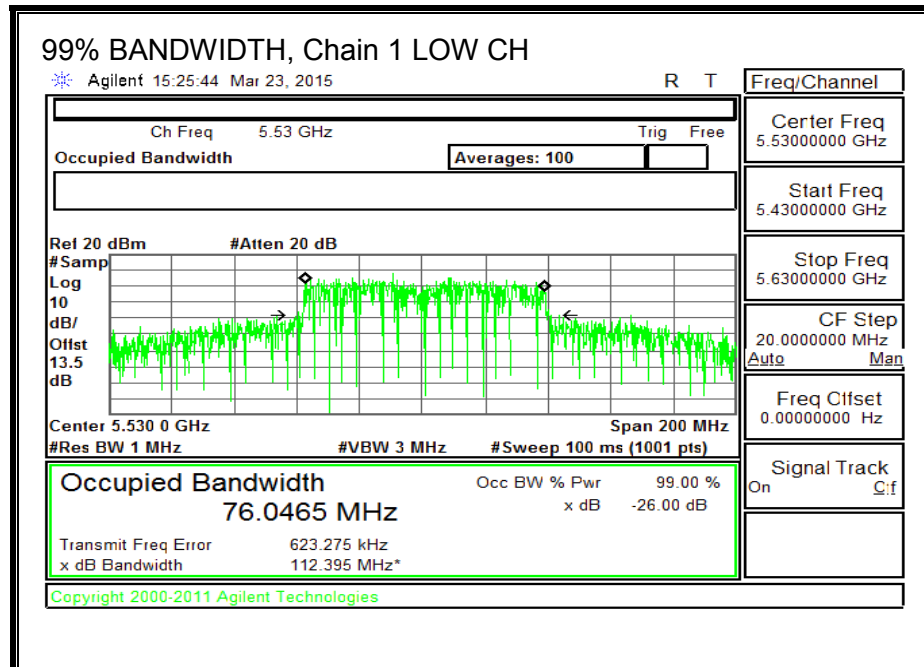 99% BANDWIDTH, Chain 1 LOW CH
Agilent 15:25:44 Mar 23, 2015 R T
Ch Freq 5.53 GHz Trig Free
Occupied Bandwidth Averages: 100
Ref 20 dBm #Atten 20 dB
#Samp
Log
10
dB/
Offst
13.5
dB
Center 5.530 0 GHz Span 200 MHz
#Res BW 1 MHz #VBW 3 MHz #Sweep 100 ms (1001 pts)
Occupied Bandwidth Occ BW % Pwr 99.00 %
76.0465 MHz x dB -26.00 dB
Transmit Freq Error 623.275 kHz
x dB Bandwidth 112.395 MHz*
Copyright 2000-2011 Agilent Technologies
Freq/Channel
Center Freq
5.53000000 GHz
Start Freq
5.43000000 GHz
Stop Freq
5.63000000 GHz
CF Step
20.0000000 MHz
Auto Man
Freq Offset
0.00000000 Hz
Signal Track
On Off